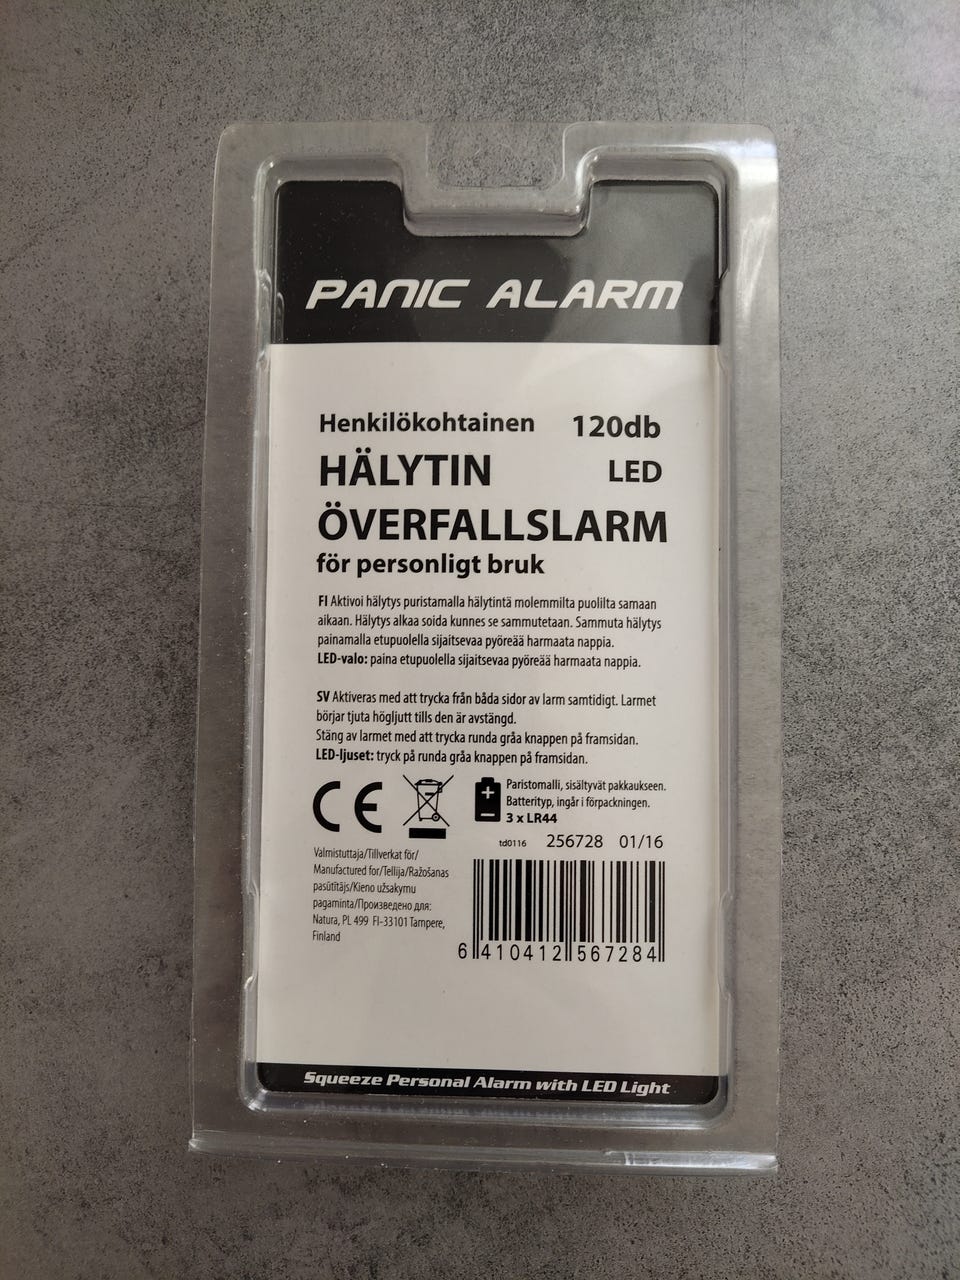 PANIC ALARM
Henkilökohtainen 120db
HÄLYTIN LED
ÖVERFALLSLARM
för personligt bruk
FI Aktivoi hälytys puristamalla hälytintä molemmilta puolilta samaan
aikaan. Hälytys alkaa soida kunnes se sammutetaan. Sammuta hälytys
painamalla etupuolella sijaitsevaa pyöreää harmaata nappia.
LED-valo: paina etupuolella sijaitsevaa pyöreää harmaata nappia.
SV Aktiveras med att trycka från båda sidor av larm samtidigt. Larmet
börjar tjuta högljutt tills den är avstängd.
Stäng av larmet med att trycka runda gråa knappen på framsidan.
LED-ljuset: tryck på runda gråa knappen på framsidan.
CE
Paristomalli, sisältyvät pakkaukseen.
Batterityp, ingår i förpackningen.
3 x LR44
td0116 256728 01/16
Valmistuttaja/Tillverkat för/
Manufactured for/Tellija/Ražošanas
pasūtītājs/Kieno užsakymu
pagaminta/Произведено для:
Natura, PL 499 FI-33101 Tampere,
Finland
6 410412 567284
Squeeze Personal Alarm with LED Light